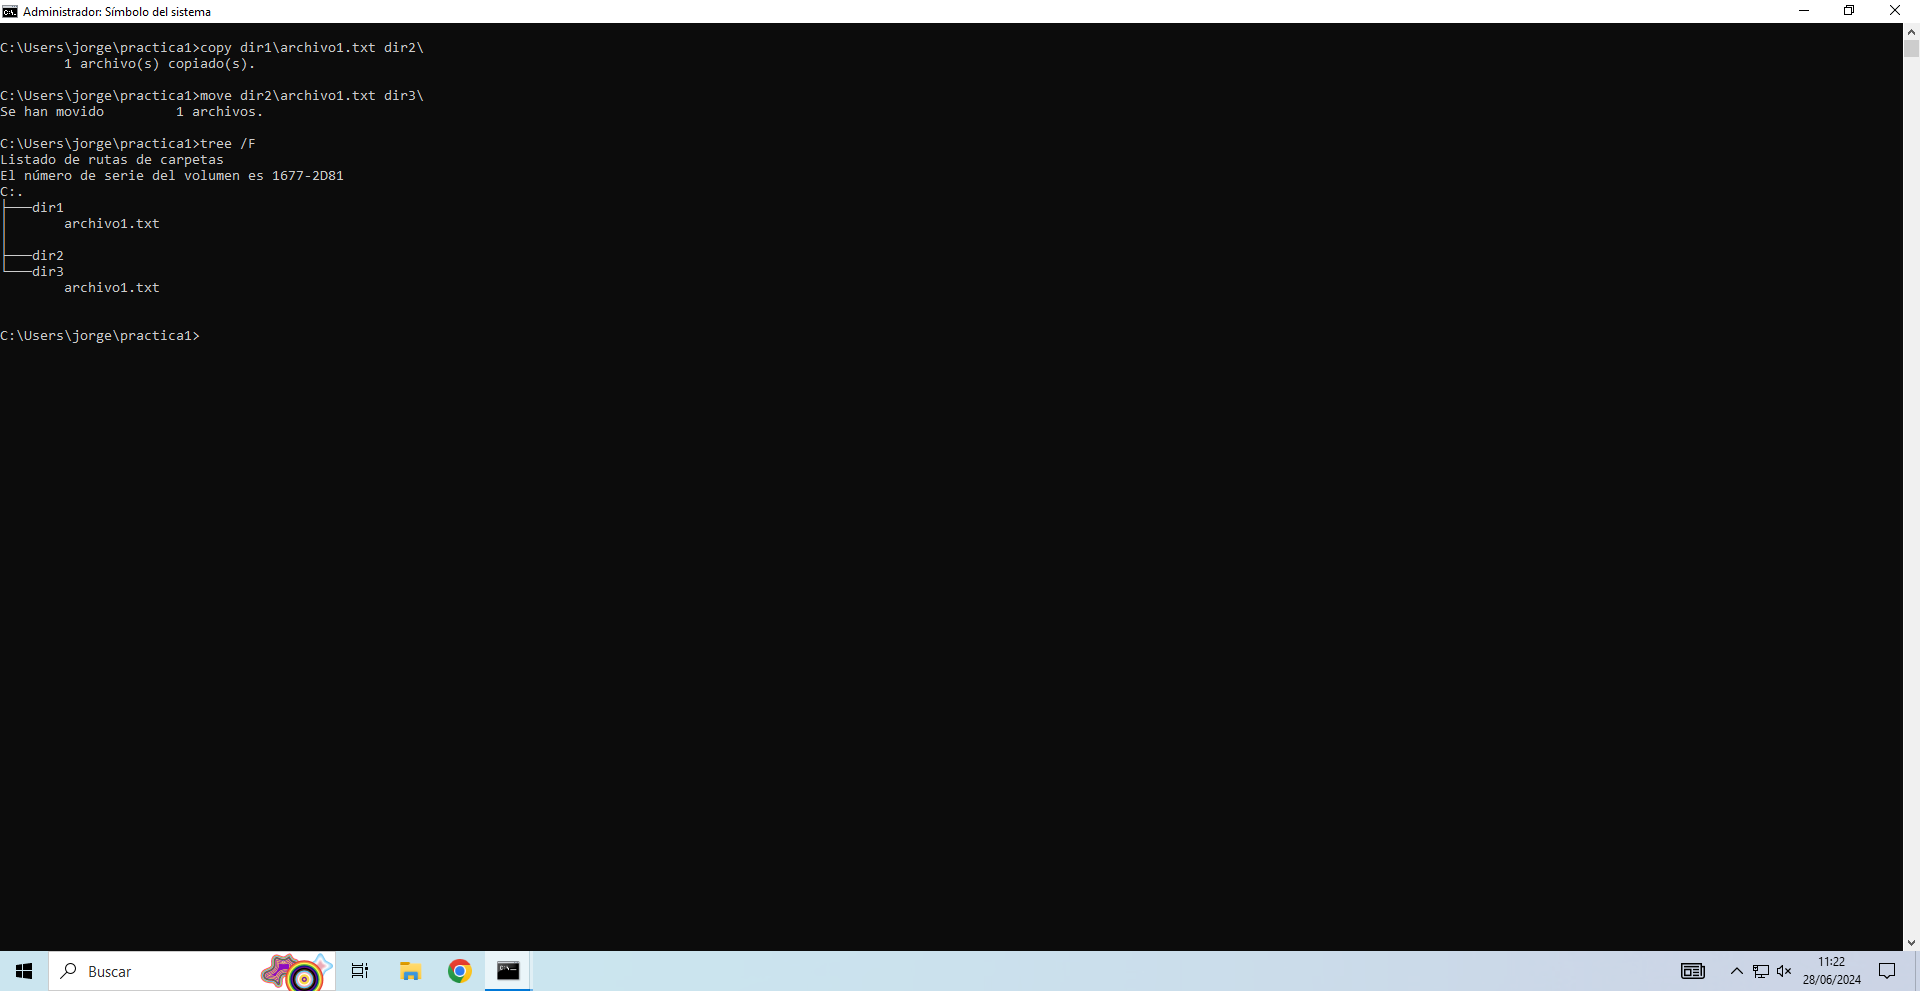 Administrador: Símbolo del sistema
C:\Users\jorge\practica1>copy dir1\archivo1.txt dir2\
        1 archivo(s) copiado(s).
C:\Users\jorge\practica1>move dir2\archivo1.txt dir3\
Se han movido         1 archivos.
C:\Users\jorge\practica1>tree /F
Listado de rutas de carpetas
El número de serie del volumen es 1677-2D81
C:.
├───dir1
│       archivo1.txt
│
├───dir2
└───dir3
        archivo1.txt
C:\Users\jorge\practica1>
Buscar
11:22
28/06/2024